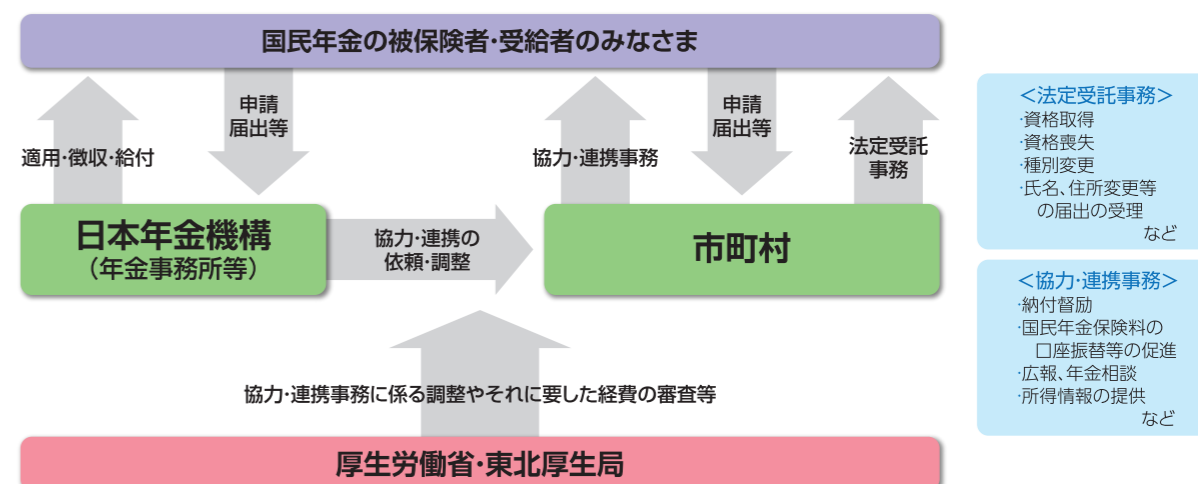 国民年金の被保険者・受給者のみなさま
適用・徴収・給付
申請
届出等
協力・連携事務
申請
届出等
法定受託
事務
日本年金機構
（年金事務所等）
協力・連携の
依頼・調整
市町村
協力・連携事務に係る調整やそれに要した経費の審査等
厚生労働省・東北厚生局
＜法定受託事務＞
・資格取得
・資格喪失
・種別変更
・氏名、住所変更等
の届出の受理
など
＜協力・連携事務＞
・納付督励
・国民年金保険料の
口座振替等の促進
・広報、年金相談
・所得情報の提供
など